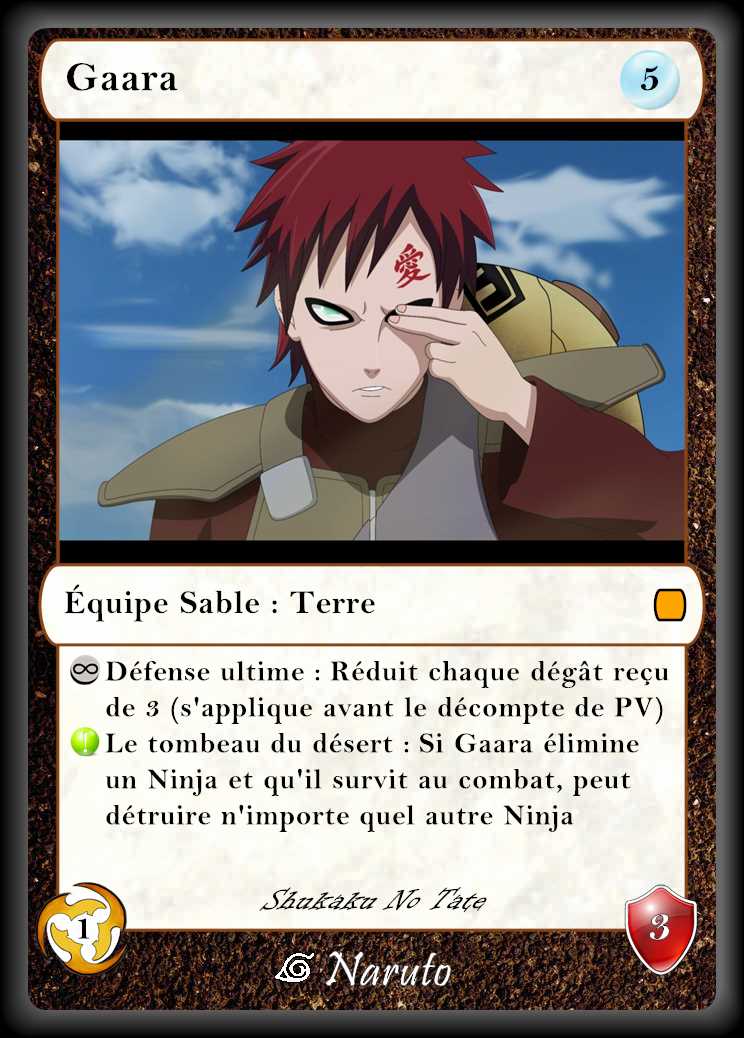 Gaara
5
愛
Équipe Sable : Terre
∞ Défense ultime : Réduit chaque dégât reçu
de 3 (s'applique avant le décompte de PV)
! Le tombeau du désert : Si Gaara élimine
un Ninja et qu'il survit au combat, peut
détruire n'importe quel autre Ninja
Shukaku No Tate
1
3
Naruto